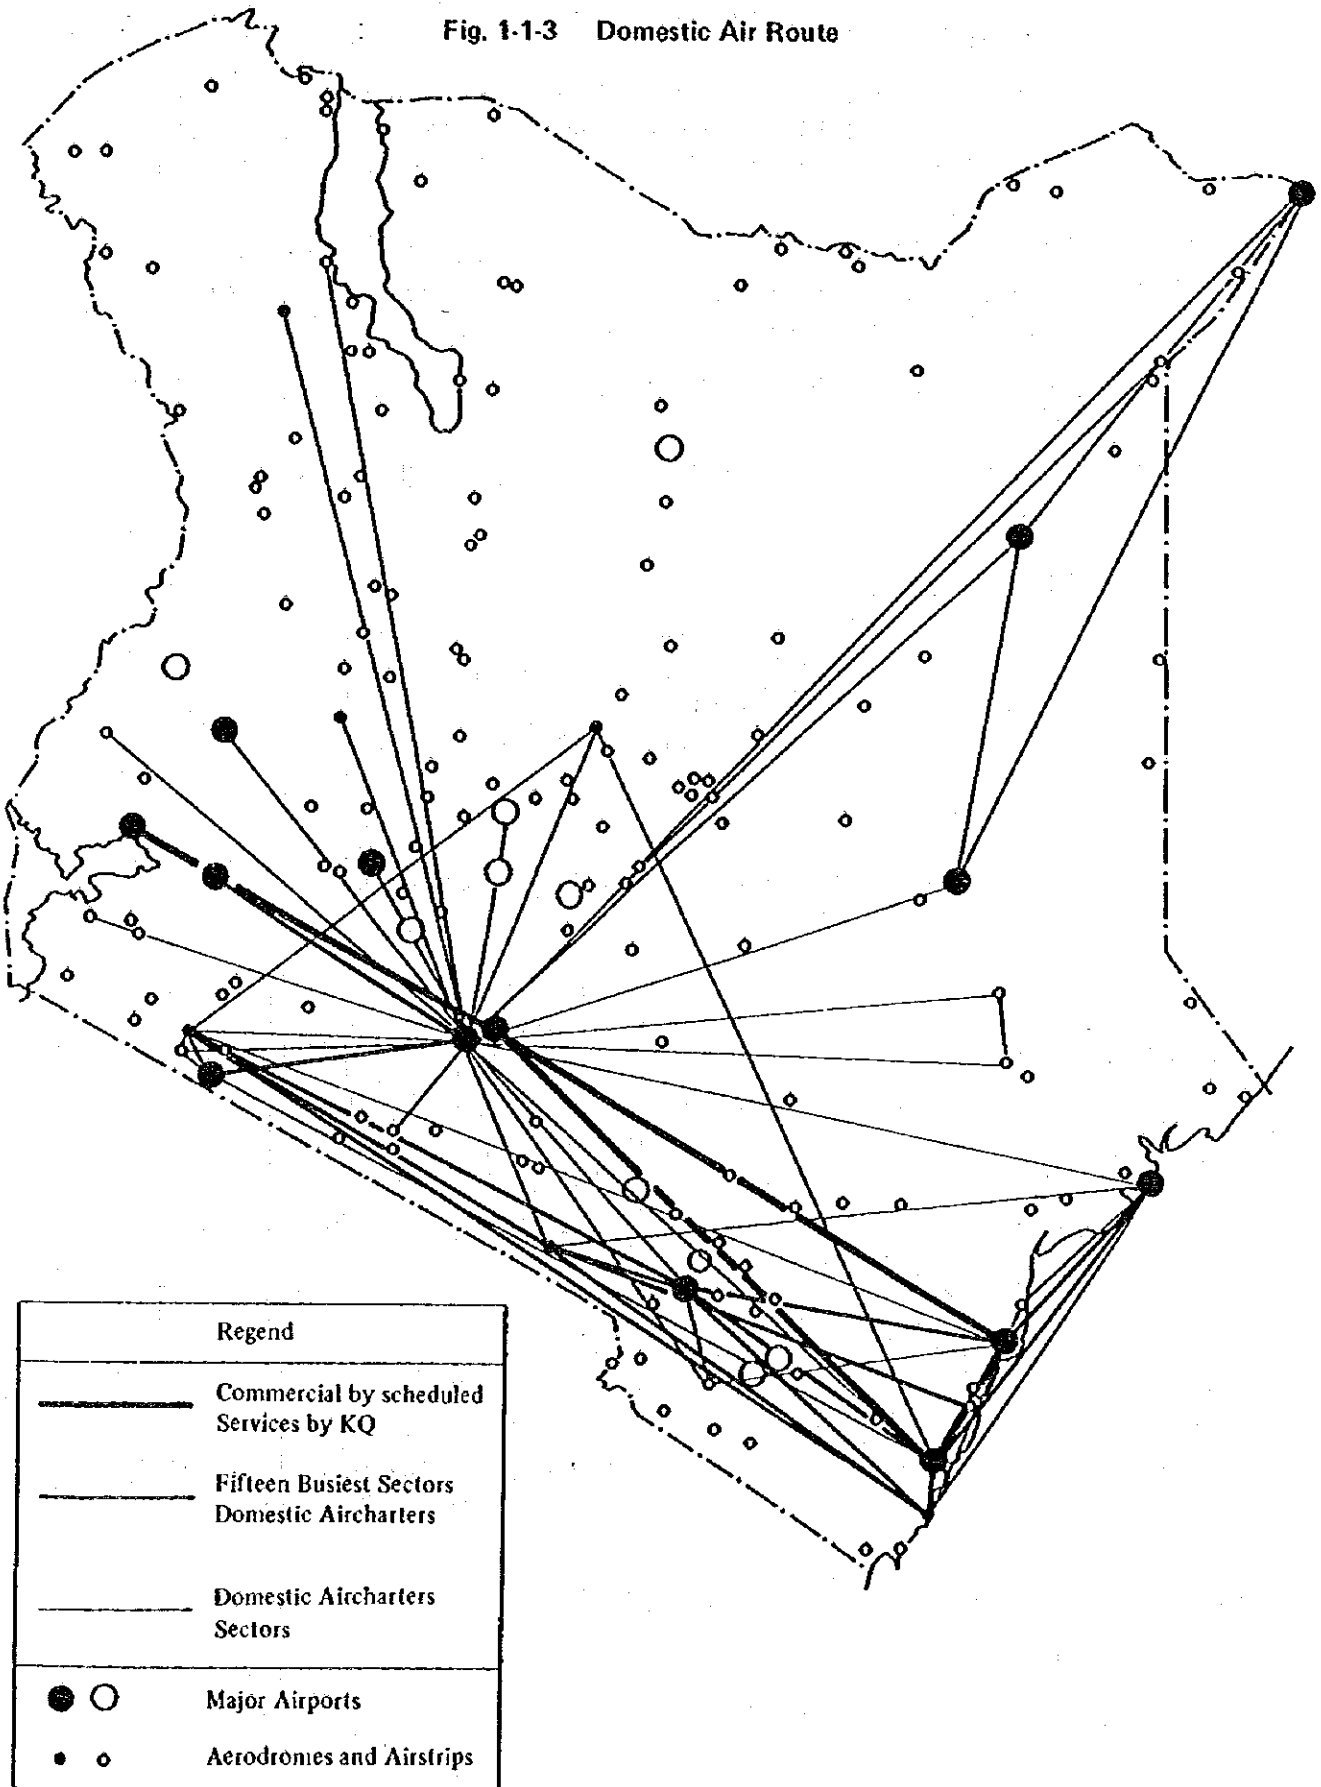 Fig. 1-1-3 Domestic Air Route
Regend
Commercial by scheduled
Services by KQ
Fifteen Busiest Sectors
Domestic Aircharters
Domestic Aircharters
Sectors
Major Airports
Aerodromes and Airstrips